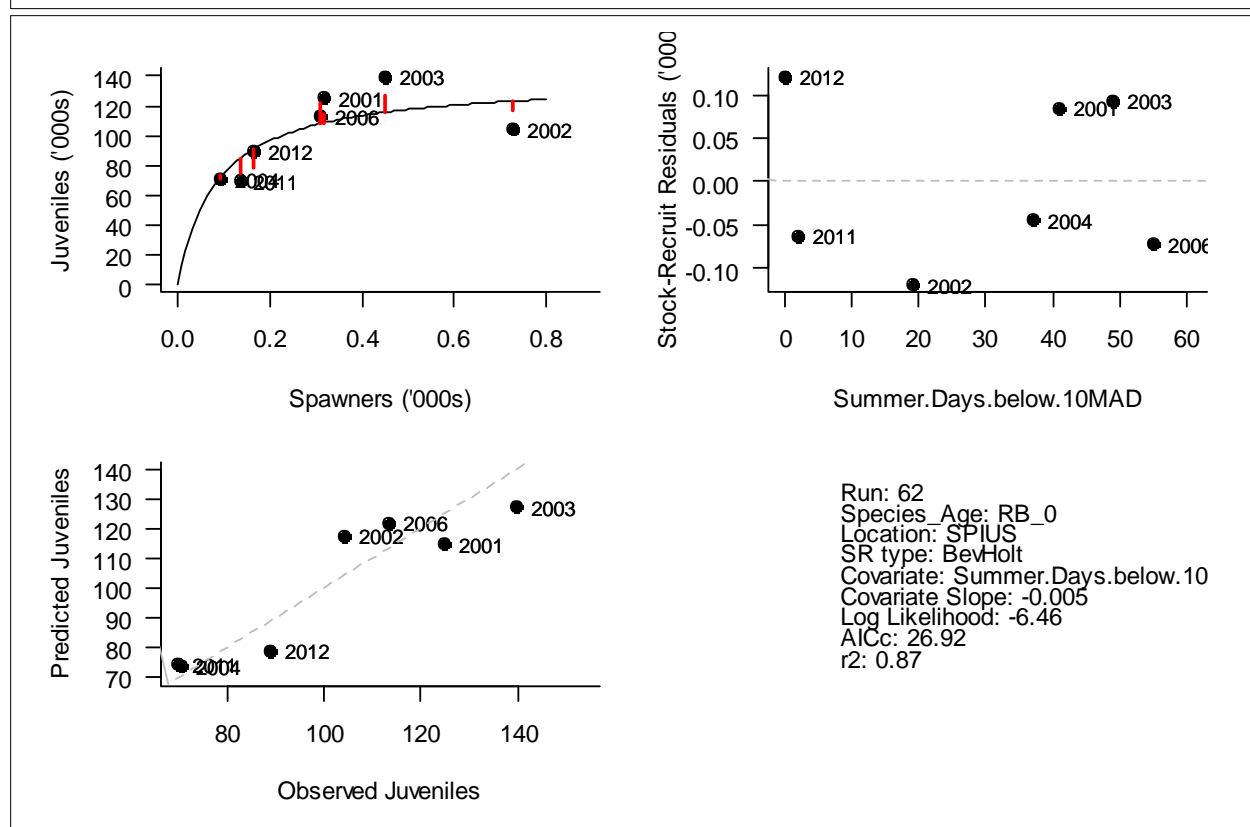 Juveniles ('000s)
140
120
100
80
60
40
20
0
2003
2001
2006
2002
2012
2004
2011
0.0 0.2 0.4 0.6 0.8
Spawners ('000s)
Stock-Recruit Residuals ('000
0.10
0.05
0.00
-0.05
-0.10
2012
2001
2003
2011
2004
2006
2002
0 10 20 30 40 50 60
Summer.Days.below.10MAD
Predicted Juveniles
140
130
120
110
100
90
80
70
2003
2006
2002
2001
2012
2011
2004
80 100 120 140
Observed Juveniles
Run: 62
Species_Age: RB_0
Location: SPIUS
SR type: BevHolt
Covariate: Summer.Days.below.10
Covariate Slope: -0.005
Log Likelihood: -6.46
AICc: 26.92
r2: 0.87